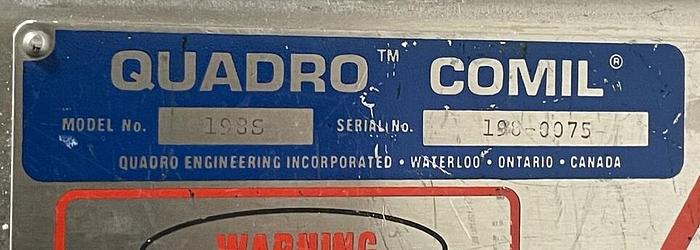 QUADRO™ COMIL®
MODEL No. 198S SERIAL No. 198-0075
QUADRO ENGINEERING INCORPORATED • WATERLOO • ONTARIO • CANADA
WARNING